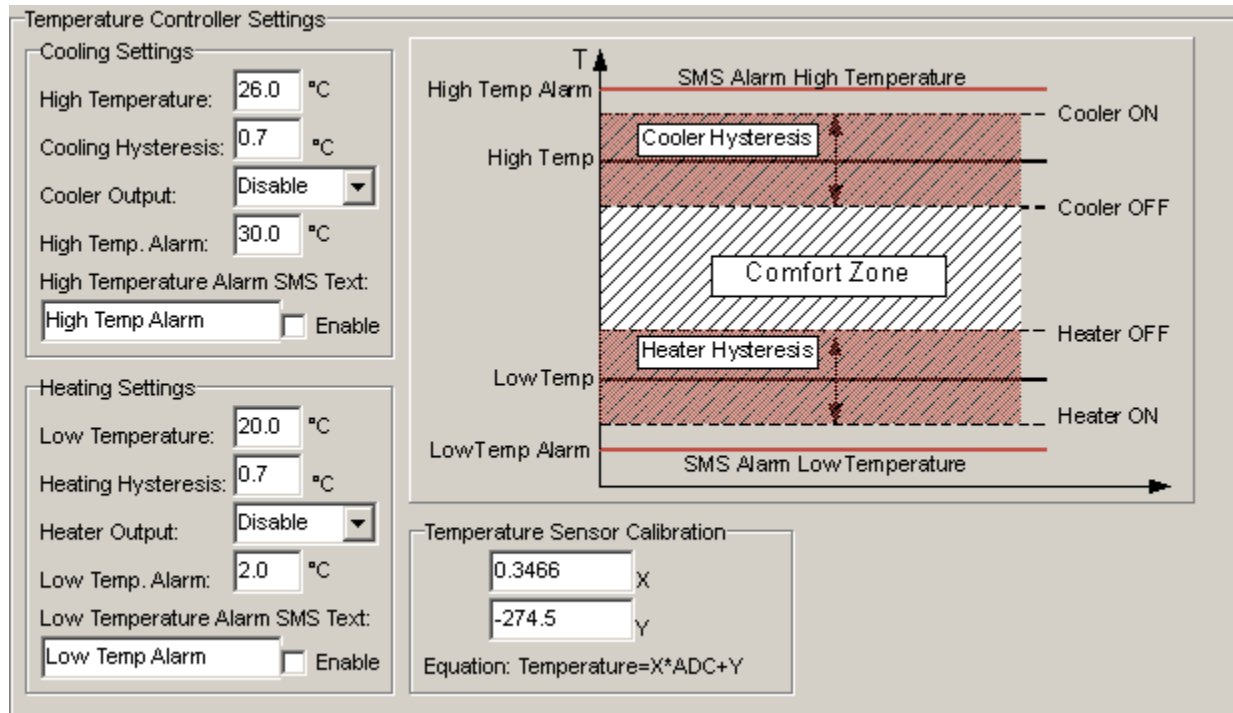 Temperature Controller Settings
Cooling Settings
High Temperature: 26.0 °C
Cooling Hysteresis: 0.7 °C
Cooler Output: Disable
High Temp. Alarm: 30.0 °C
High Temperature Alarm SMS Text:
High Temp Alarm Enable
Heating Settings
Low Temperature: 20.0 °C
Heating Hysteresis: 0.7 °C
Heater Output: Disable
Low Temp. Alarm: 2.0 °C
Low Temperature Alarm SMS Text:
Low Temp Alarm Enable
T
High Temp Alarm
SMS Alarm High Temperature
Cooler ON
Cooler Hysteresis
High Temp
Cooler OFF
Comfort Zone
Heater OFF
Heater Hysteresis
Low Temp
Heater ON
Low Temp Alarm
SMS Alarm Low Temperature
Temperature Sensor Calibration
0.3466 X
-274.5 Y
Equation: Temperature=X*ADC+Y